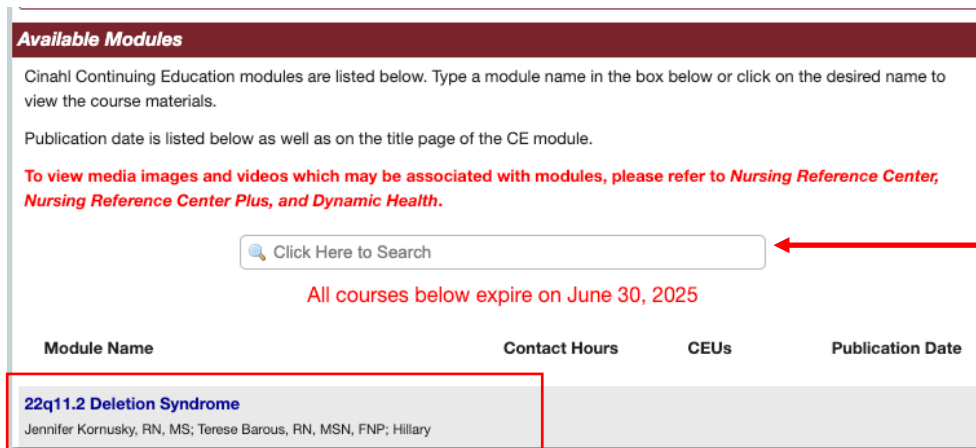 Available Modules
Cinahl Continuing Education modules are listed below. Type a module name in the box below or click on the desired name to
view the course materials.
Publication date is listed below as well as on the title page of the CE module.
To view media images and videos which may be associated with modules, please refer to Nursing Reference Center,
Nursing Reference Center Plus, and Dynamic Health.
Click Here to Search
All courses below expire on June 30, 2025
Module Name Contact Hours CEUs Publication Date
22q11.2 Deletion Syndrome
Jennifer Kornusky, RN, MS; Terese Barous, RN, MSN, FNP; Hillary